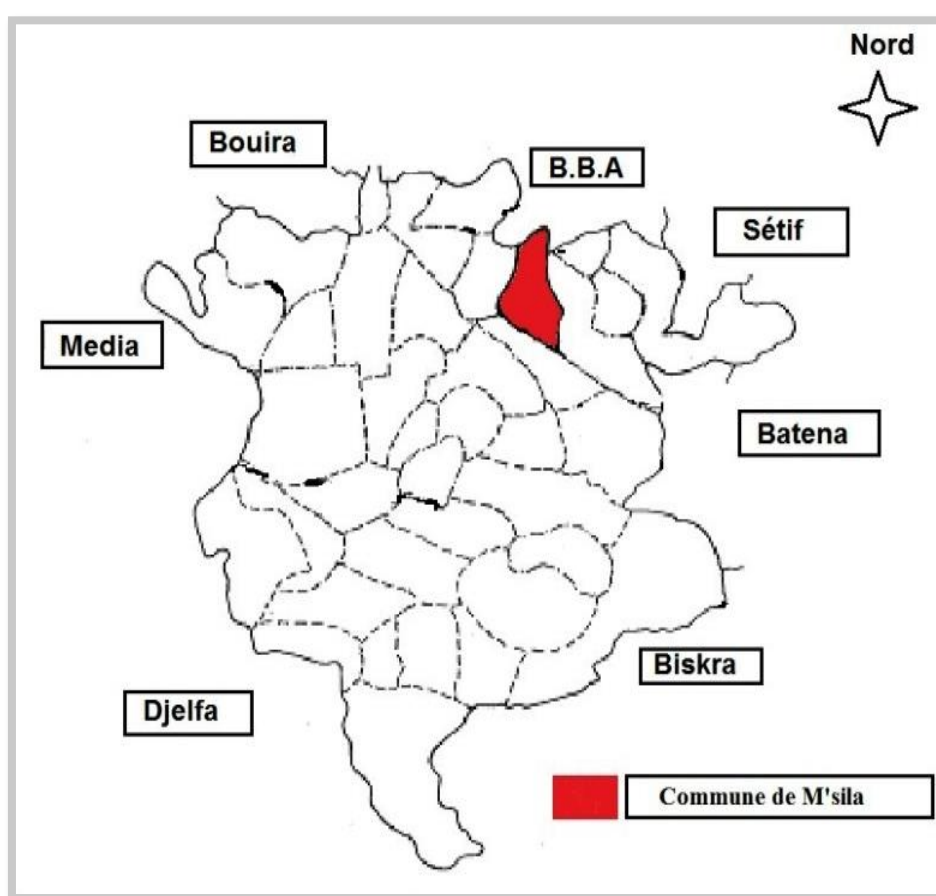 Nord
Bouira
B.B.A
Sétif
Media
Batena
Biskra
Djelfa
Commune de M'sila